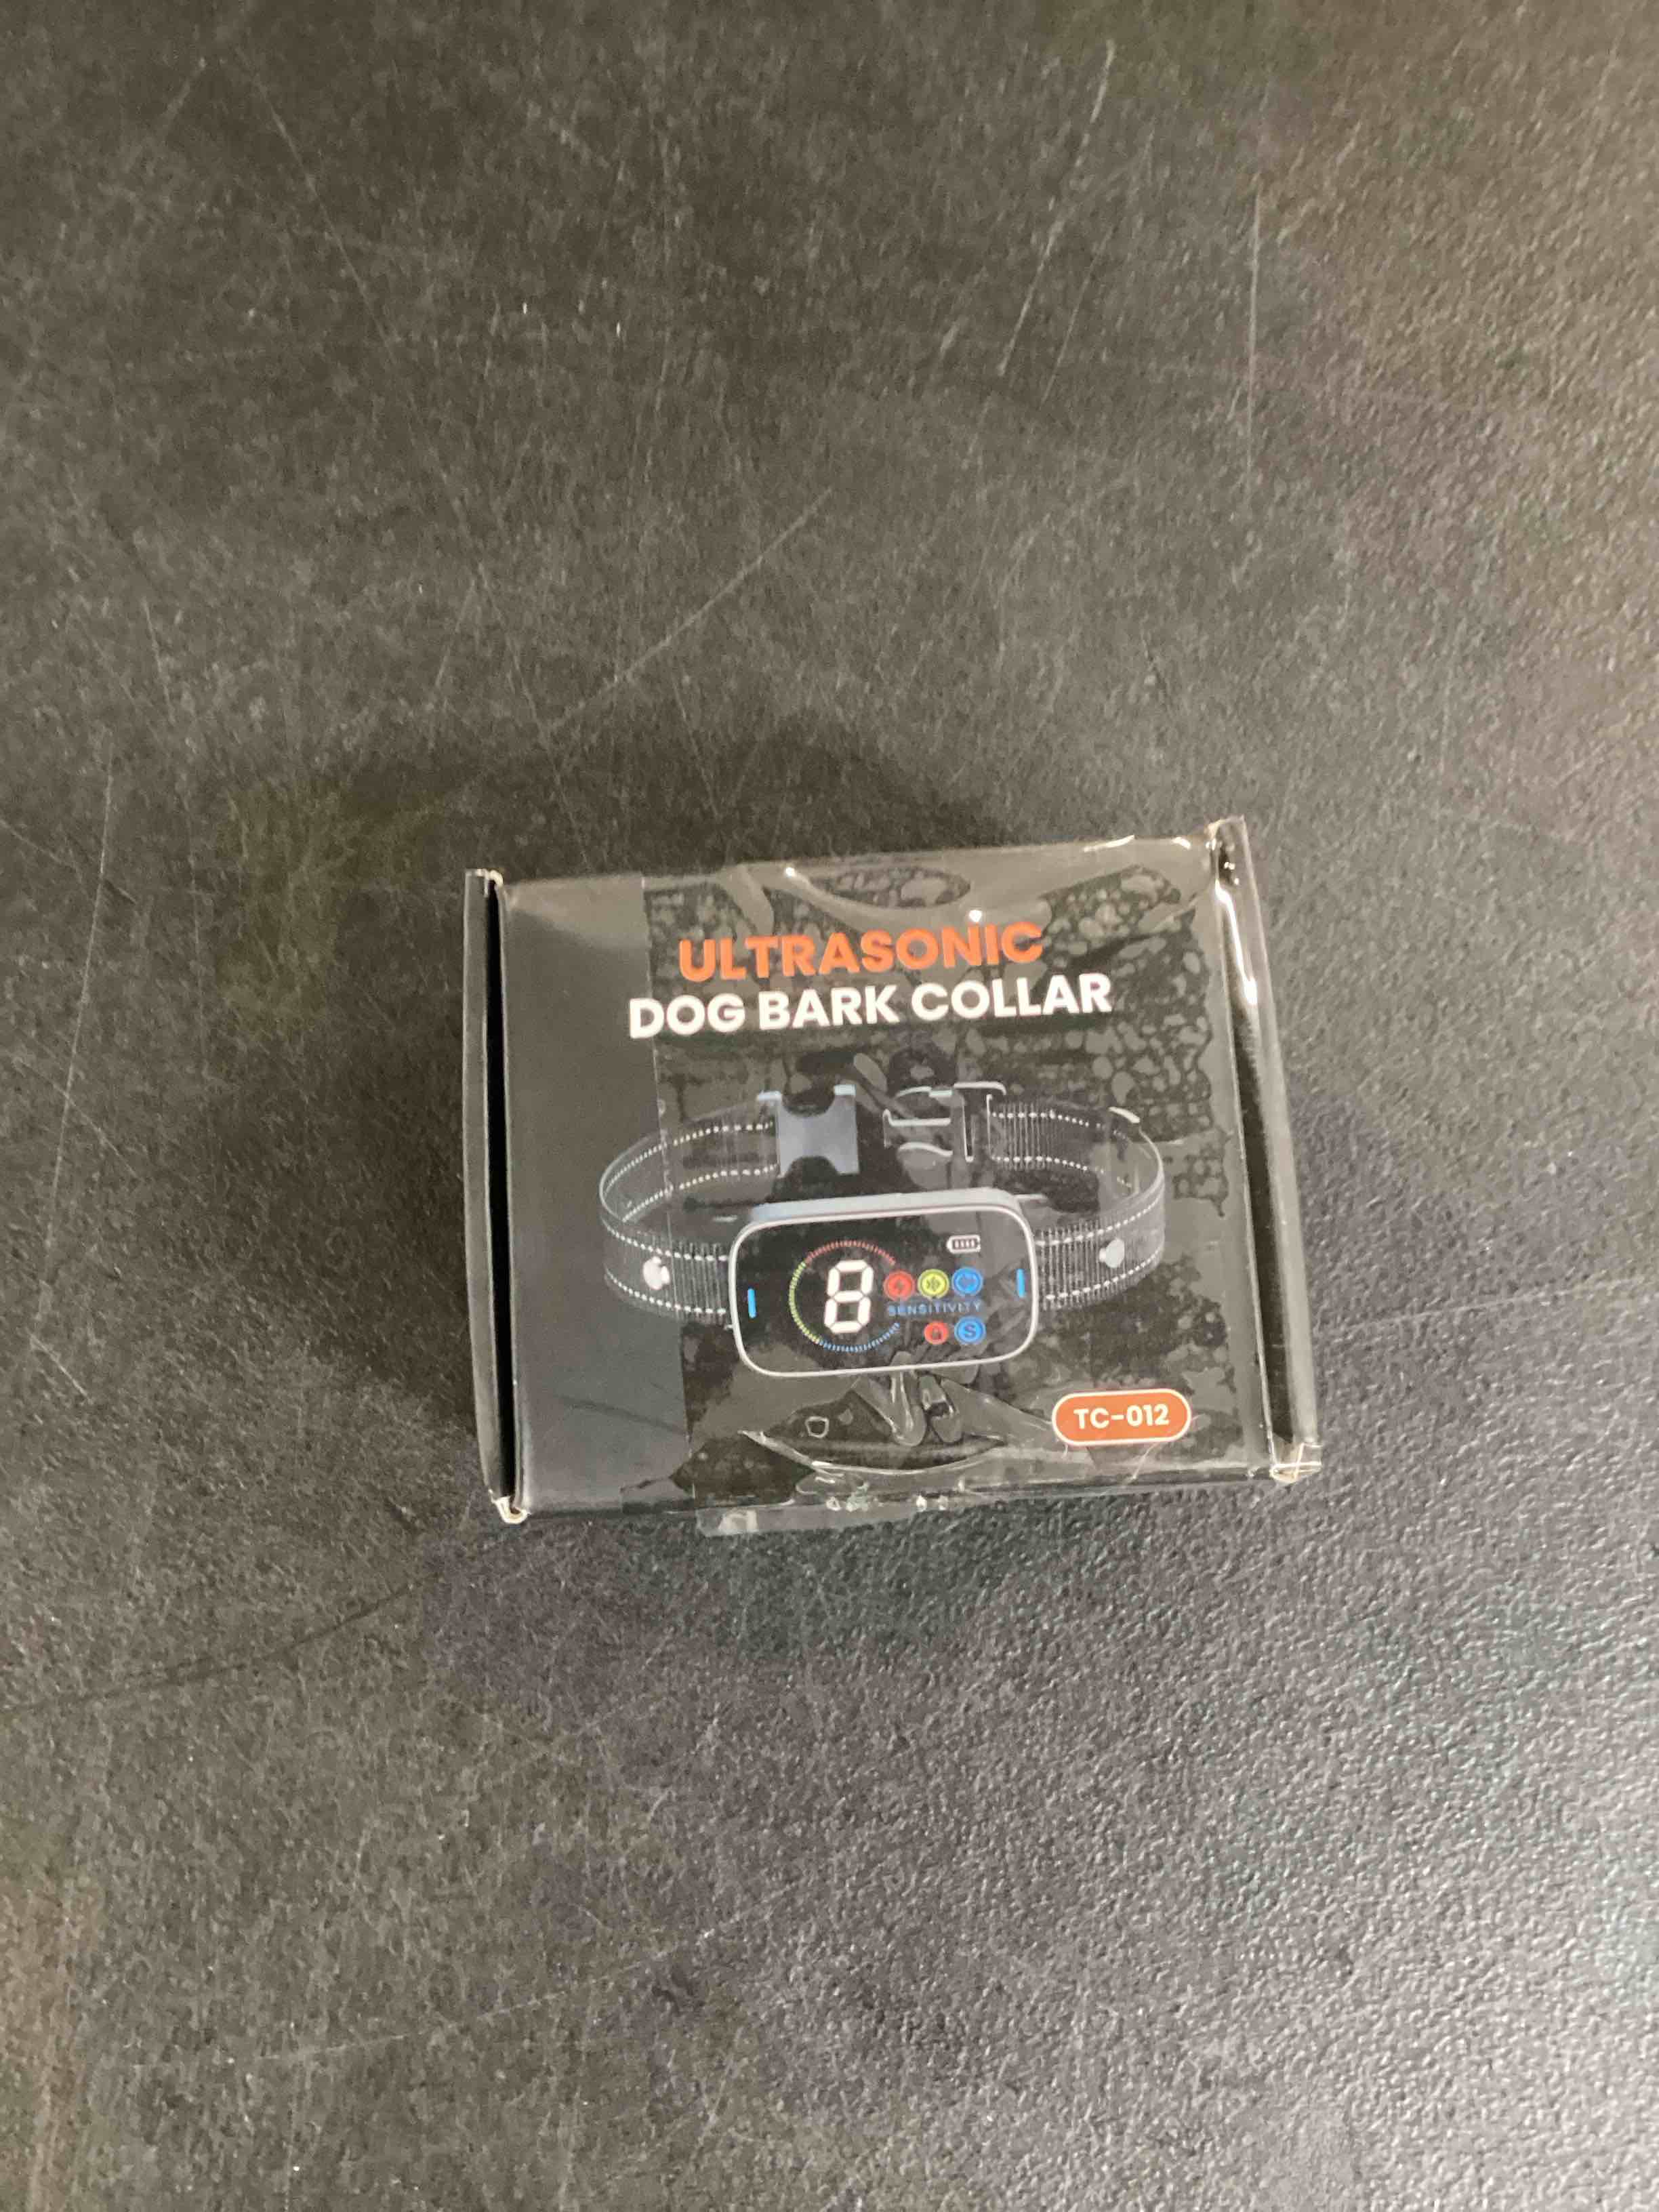 ULTRASONIC
DOG BARK COLLAR
8
SENSITIVITY
S
TC-012